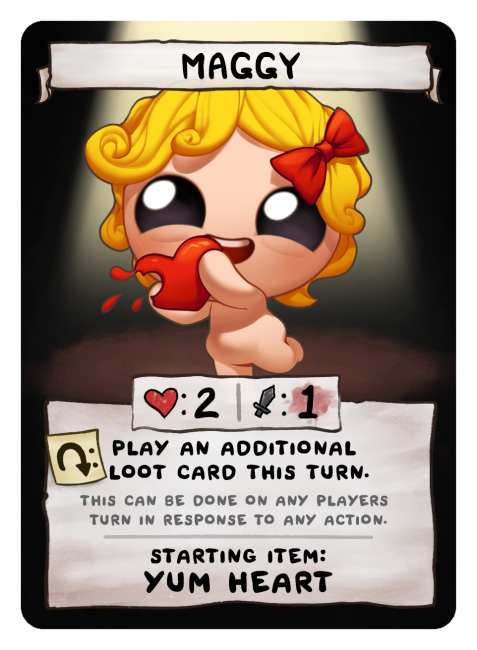 MAGGY
:2 | :1
: PLAY AN ADDITIONAL
LOOT CARD THIS TURN.
THIS CAN BE DONE ON ANY PLAYERS
TURN IN RESPONSE TO ANY ACTION.
STARTING ITEM:
YUM HEART